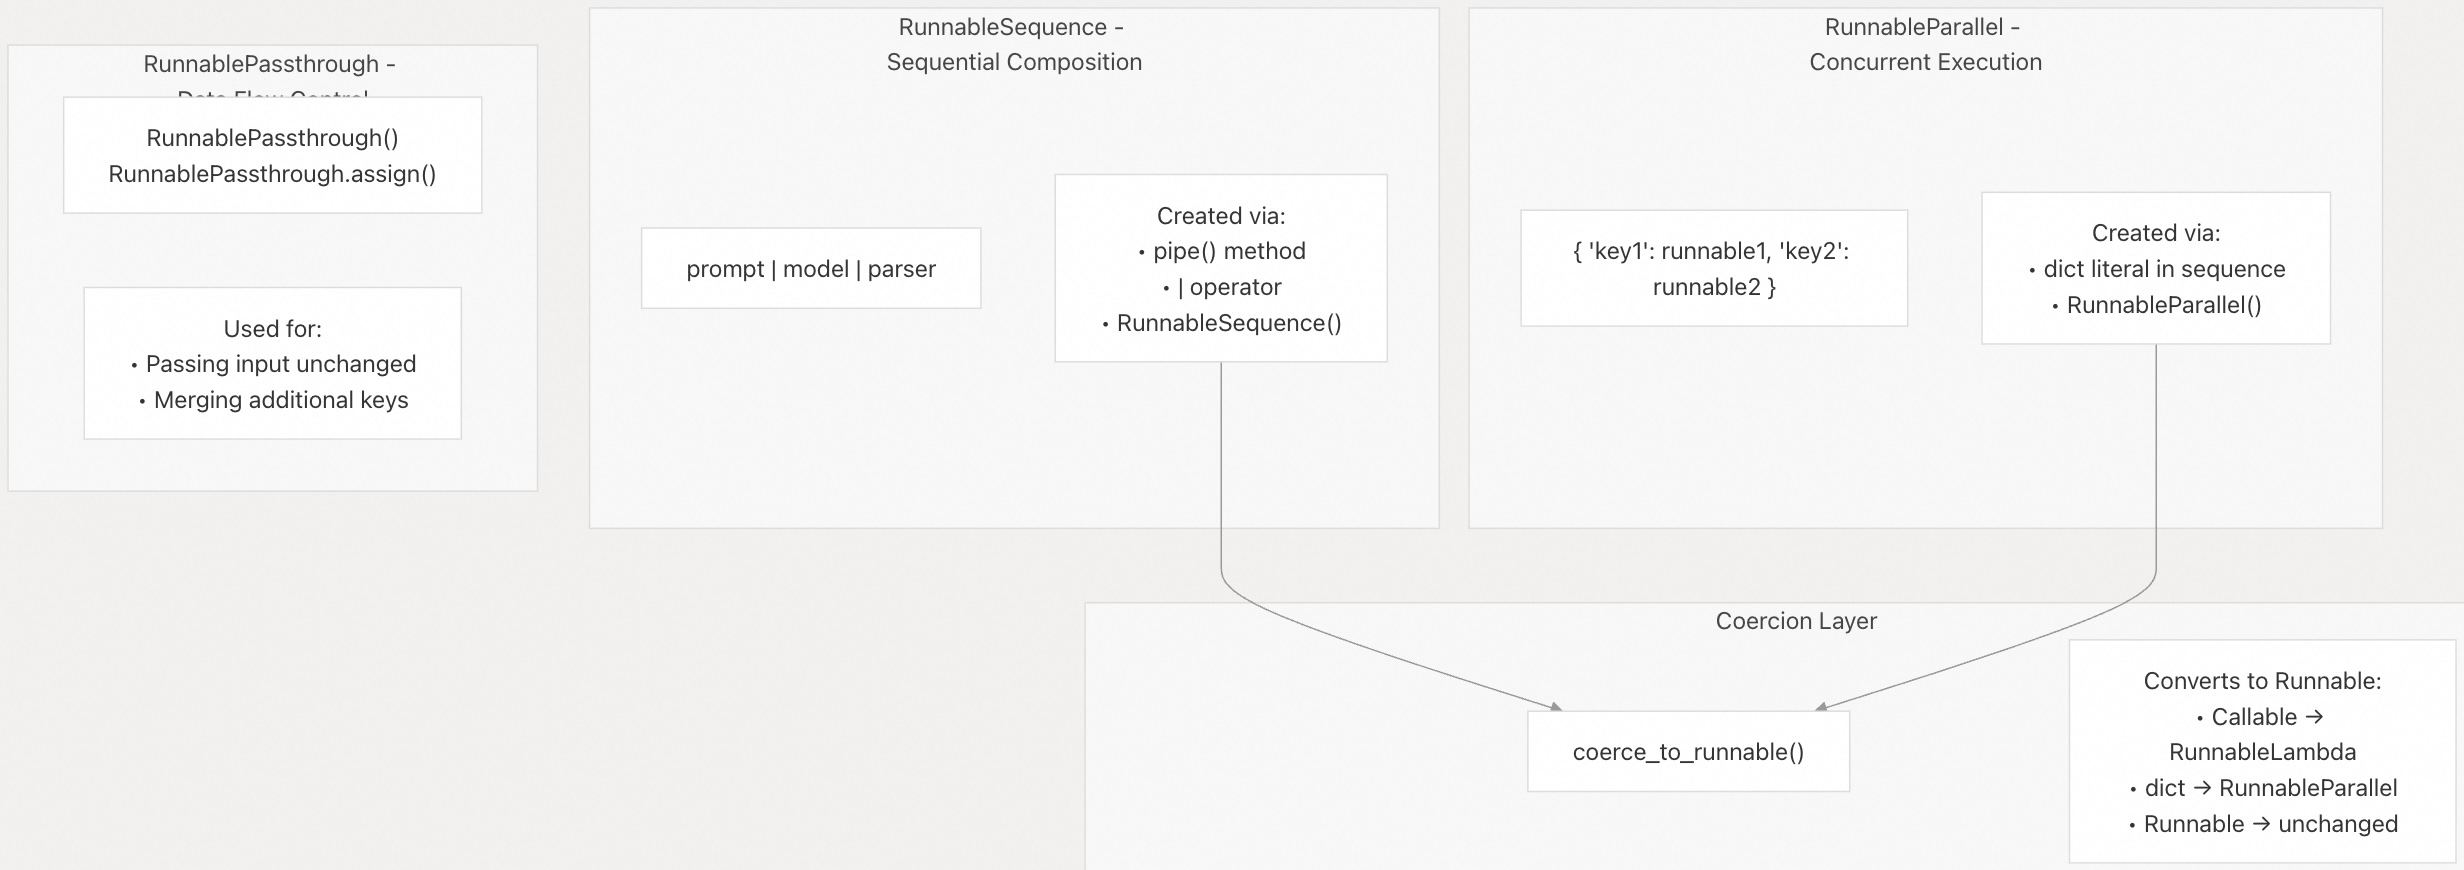 RunnablePassthrough -
RunnablePassthrough()
RunnablePassthrough.assign()
Used for:
• Passing input unchanged
• Merging additional keys
RunnableSequence -
Sequential Composition
prompt | model | parser
Created via:
• pipe() method
• | operator
• RunnableSequence()
RunnableParallel -
Concurrent Execution
{ 'key1': runnable1, 'key2':
runnable2 }
Created via:
• dict literal in sequence
• RunnableParallel()
Coercion Layer
coerce_to_runnable()
Converts to Runnable:
• Callable →
RunnableLambda
• dict → RunnableParallel
• Runnable → unchanged